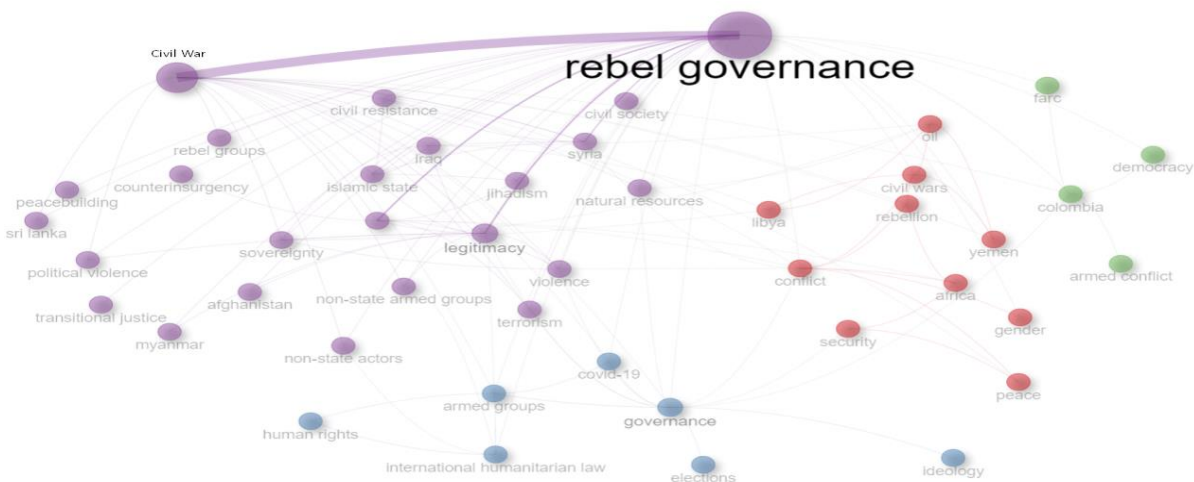 Civil War
rebel governance
farc
civil resistance
civil society
oil
rebel groups
iraq
syria
democracy
counterinsurgency
islamic state
jihadism
civil wars
peacebuilding
natural resources
rebellion
colombia
libya
sri lanka
sovereignty
legitimacy
yemen
political violence
violence
conflict
armed conflict
afghanistan
non-state armed groups
africa
transitional justice
terrorism
gender
myanmar
non-state actors
security
covid-19
peace
armed groups
governance
human rights
international humanitarian law
elections
ideology